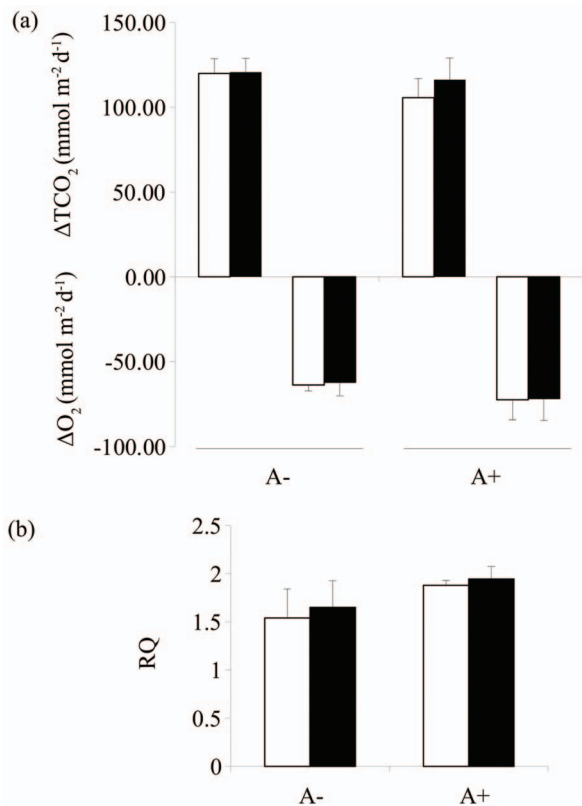 (a)
ΔTCO₂ (mmol m⁻² d⁻¹)
ΔO₂ (mmol m⁻² d⁻¹)
150.00
100.00
50.00
0.00
-50.00
-100.00
A-
A+
(b)
RQ
2.5
2
1.5
1
0.5
0
A-
A+